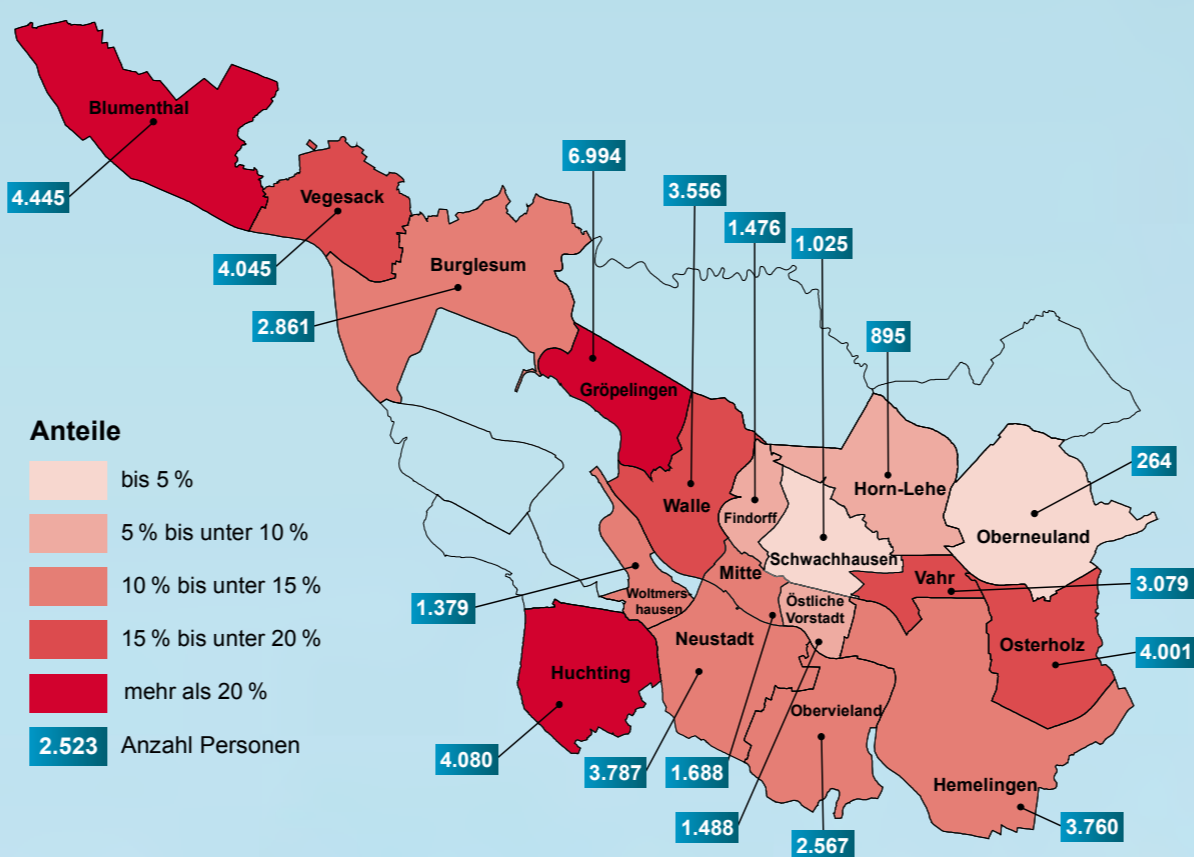 Blumenthal
4.445
Vegesack
4.045
Burglesum
2.861
6.994
Gröpelingen
3.556
Walle
1.476
Findorff
1.025
Schwachhausen
895
Horn-Lehe
264
Oberneuland
Vahr
3.079
Osterholz
4.001
Mitte
1.688
Östliche
Vorstadt
1.488
1.379
Woltmers-
hausen
Neustadt
3.787
Huchting
4.080
Obervieland
2.567
Hemelingen
3.760
Anteile
bis 5 %
5 % bis unter 10 %
10 % bis unter 15 %
15 % bis unter 20 %
mehr als 20 %
2.523 Anzahl Personen